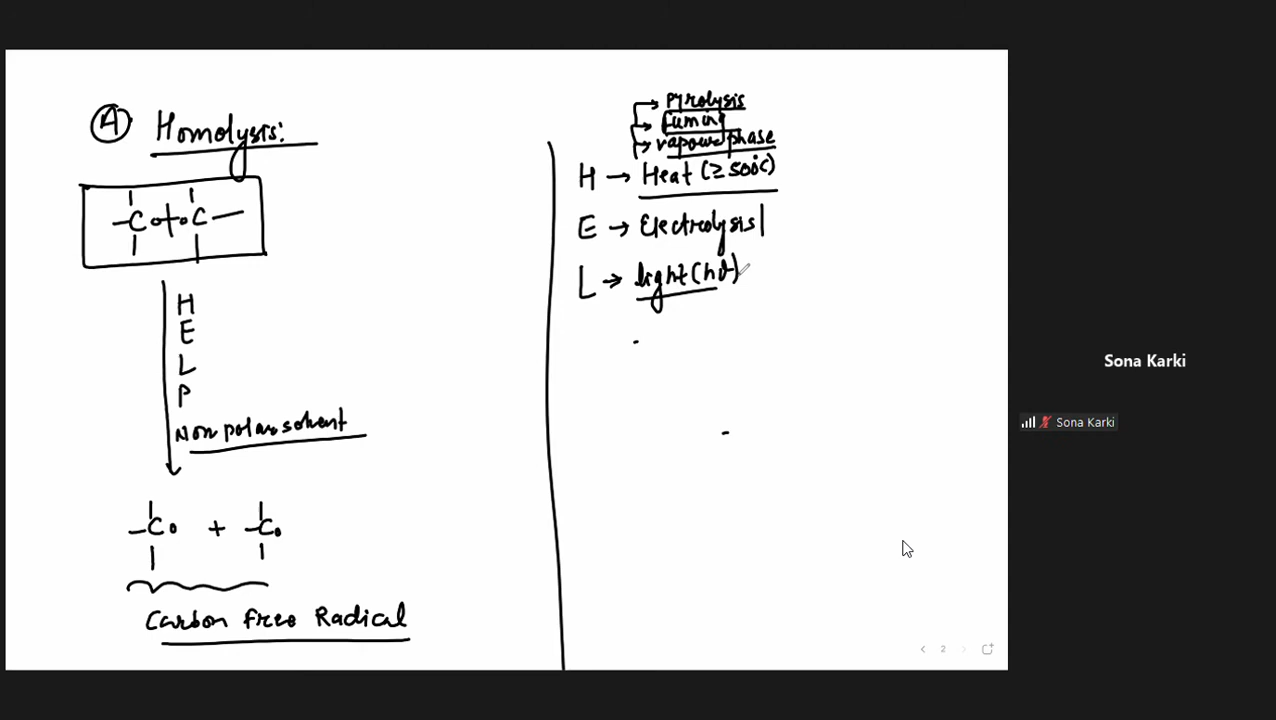 A Homolysis:
-C∘+∘C-
H
E
L
P
Non polar solvent
-C∘ + -C∘
Carbon free Radical
→ Pyrolysis
→ fuming
→ vapour phase
H → Heat (≥500°C)
E → Electrolysis
L → light (hν)
Sona Karki
Sona Karki
2